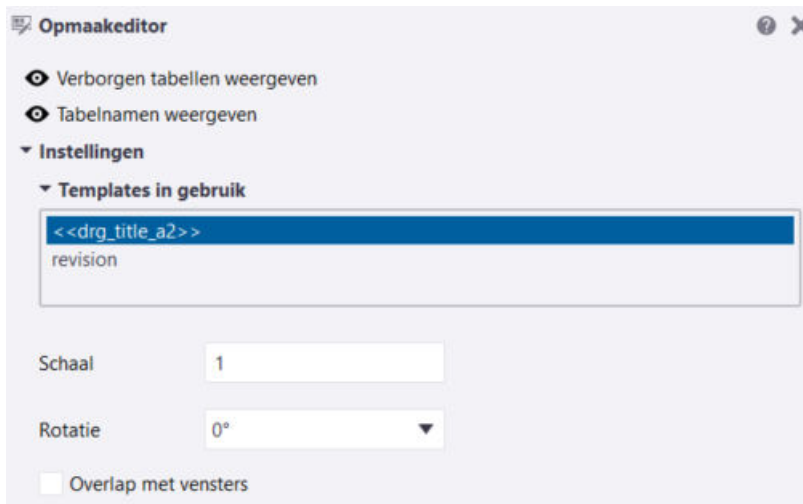 Opmaakeditor
Verborgen tabellen weergeven
Tabelnamen weergeven
Instellingen
Templates in gebruik
<<drg_title_a2>>
revision
Schaal 1
Rotatie 0°
Overlap met vensters